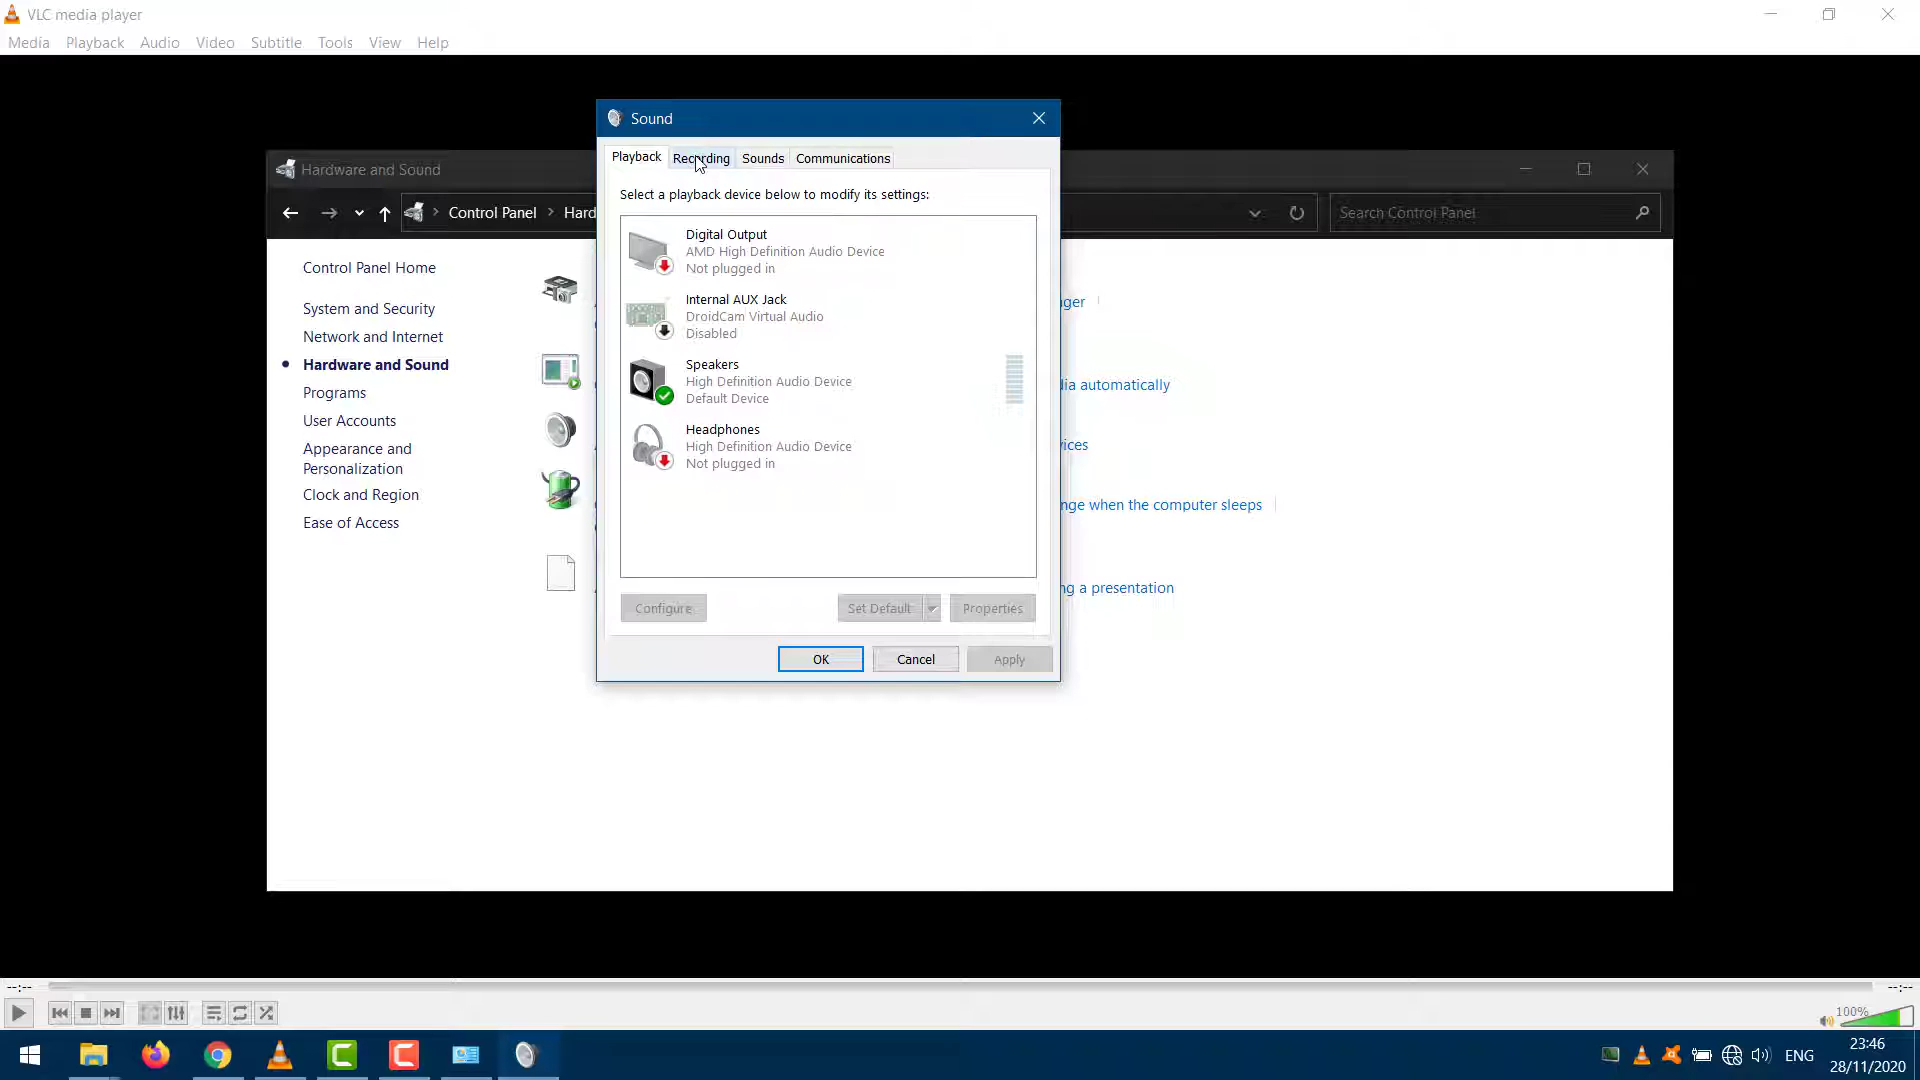 VLC media player
Media Playback Audio Video Subtitle Tools View Help
Sound
Playback Recording Sounds Communications
Select a playback device below to modify its settings:
Digital Output
AMD High Definition Audio Device
Not plugged in
Internal AUX Jack
DroidCam Virtual Audio
Disabled
Speakers
High Definition Audio Device
Default Device
Headphones
High Definition Audio Device
Not plugged in
Configure Set Default Properties
OK Cancel Apply
Hardware and Sound
Control Panel Hard
Search Control Panel
Control Panel Home
System and Security
Network and Internet
Hardware and Sound
Programs
User Accounts
Appearance and
Personalization
Clock and Region
Ease of Access
ger
dia automatically
vices
nge when the computer sleeps
ng a presentation
--:-- --:--
100%
ENG
23:46
28/11/2020